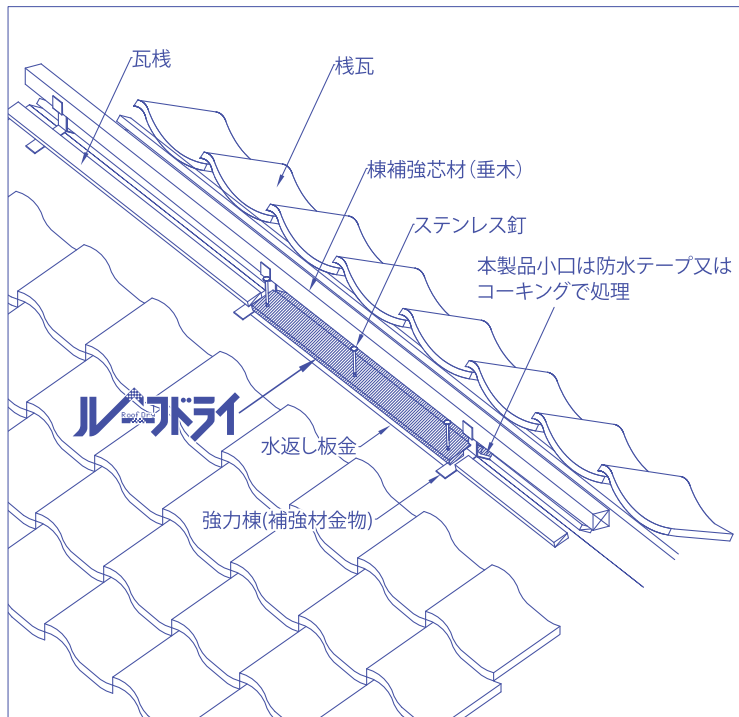 瓦桟
桟瓦
棟補強芯材(垂木)
ステンレス釘
本製品小口は防水テープ又は
コーキングで処理
ルーフドライ
Roof Dry
水返し板金
強力棟(補強材金物)